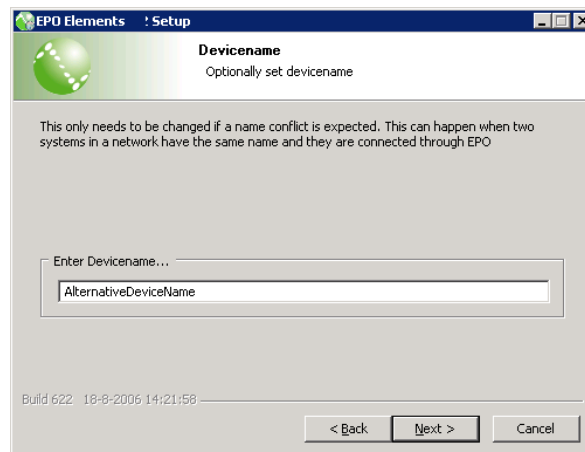 EPO Elements : Setup
Devicename
Optionally set devicename
This only needs to be changed if a name conflict is expected. This can happen when two
systems in a network have the same name and they are connected through EPO
Enter Devicename...
AlternativeDeviceName
Build 622 18-8-2006 14:21:58
< Back
Next >
Cancel